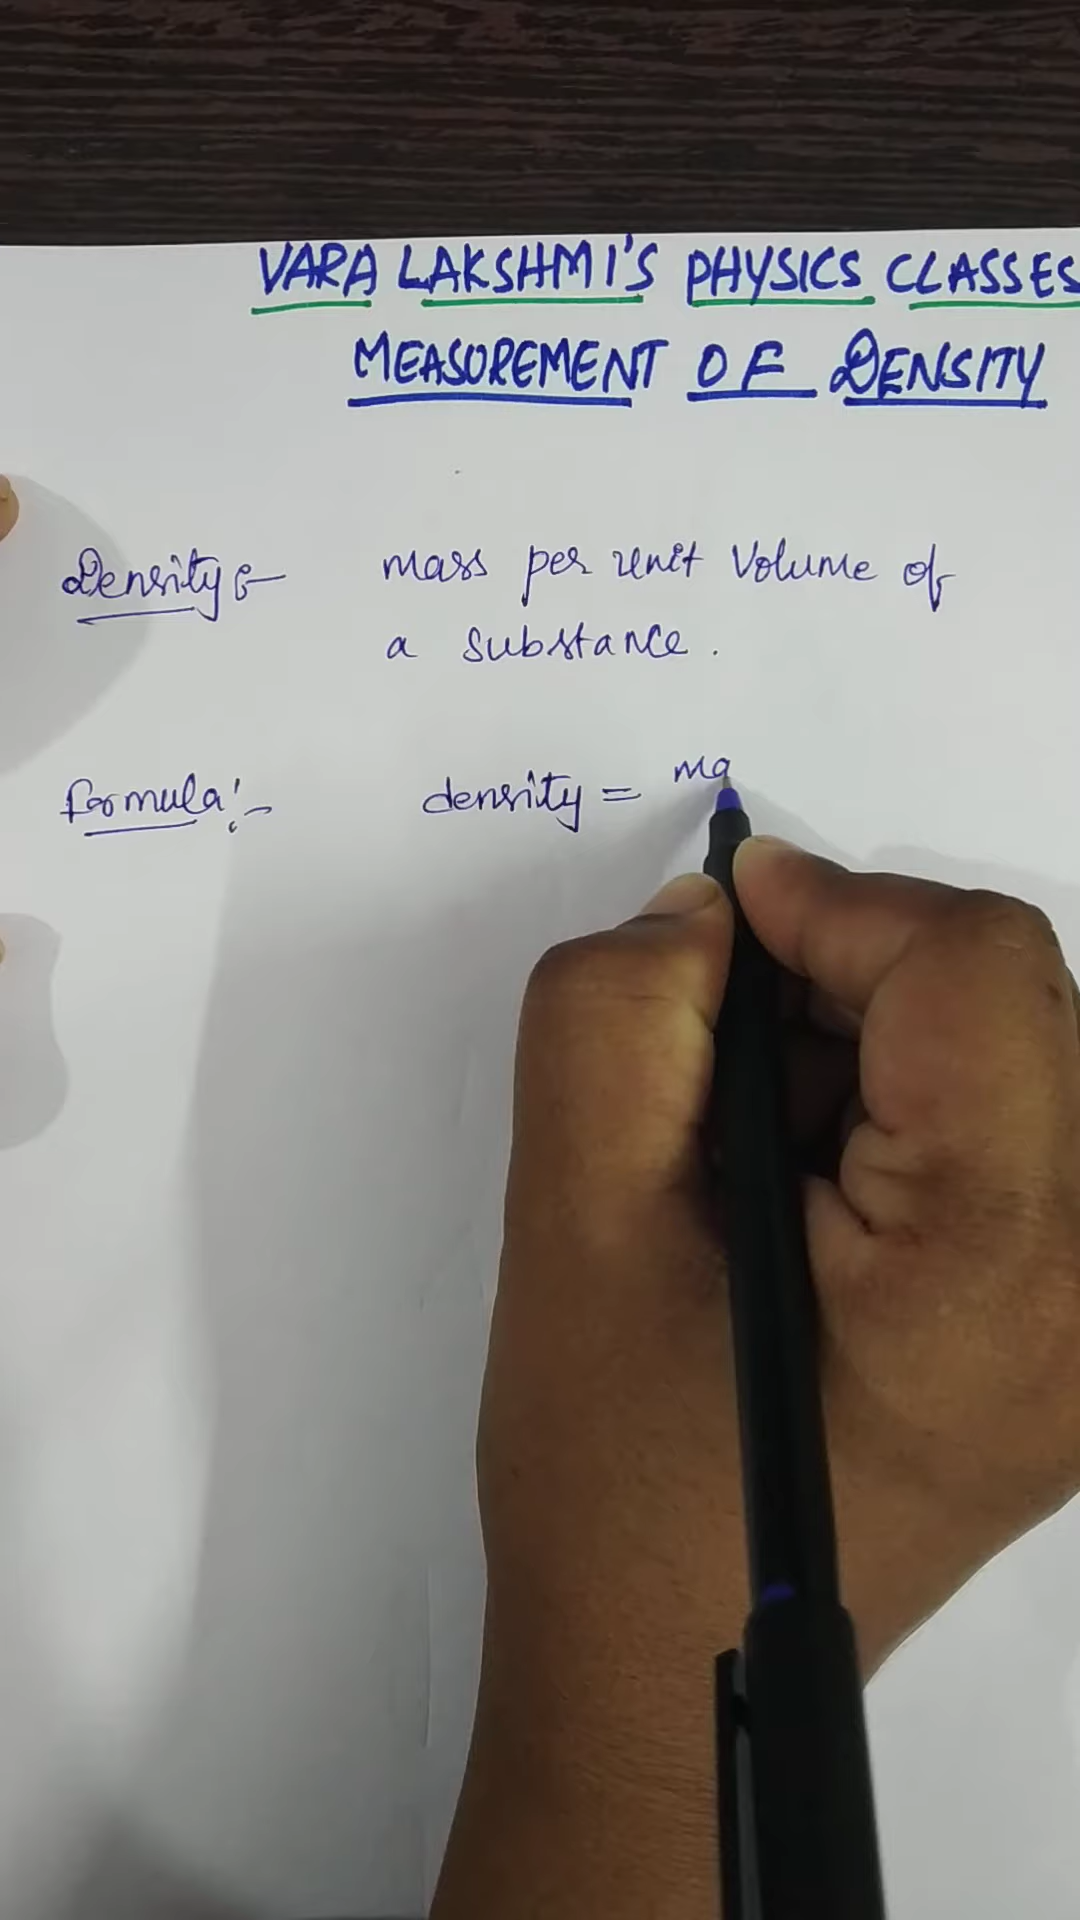 VARA LAKSHMI'S PHYSICS CLASSES
MEASUREMENT OF DENSITY
Density :- mass per unit Volume of
a substance.
formula :- density = ma